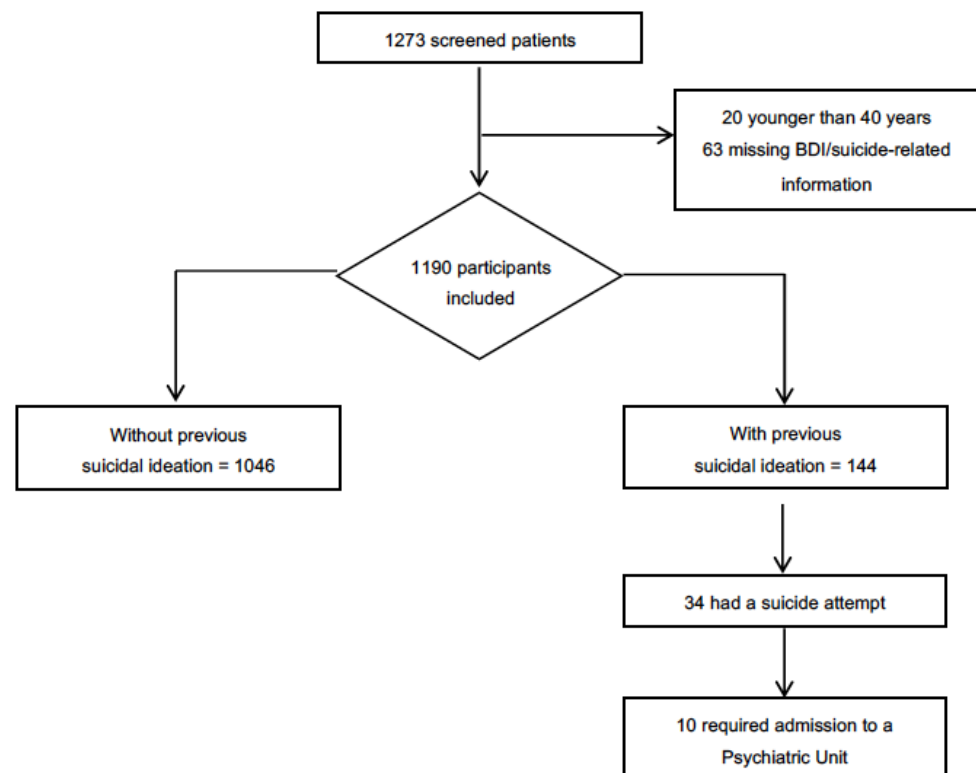 1273 screened patients
20 younger than 40 years
63 missing BDI/suicide-related
information
1190 participants
included
Without previous
suicidal ideation = 1046
With previous
suicidal ideation = 144
34 had a suicide attempt
10 required admission to a
Psychiatric Unit